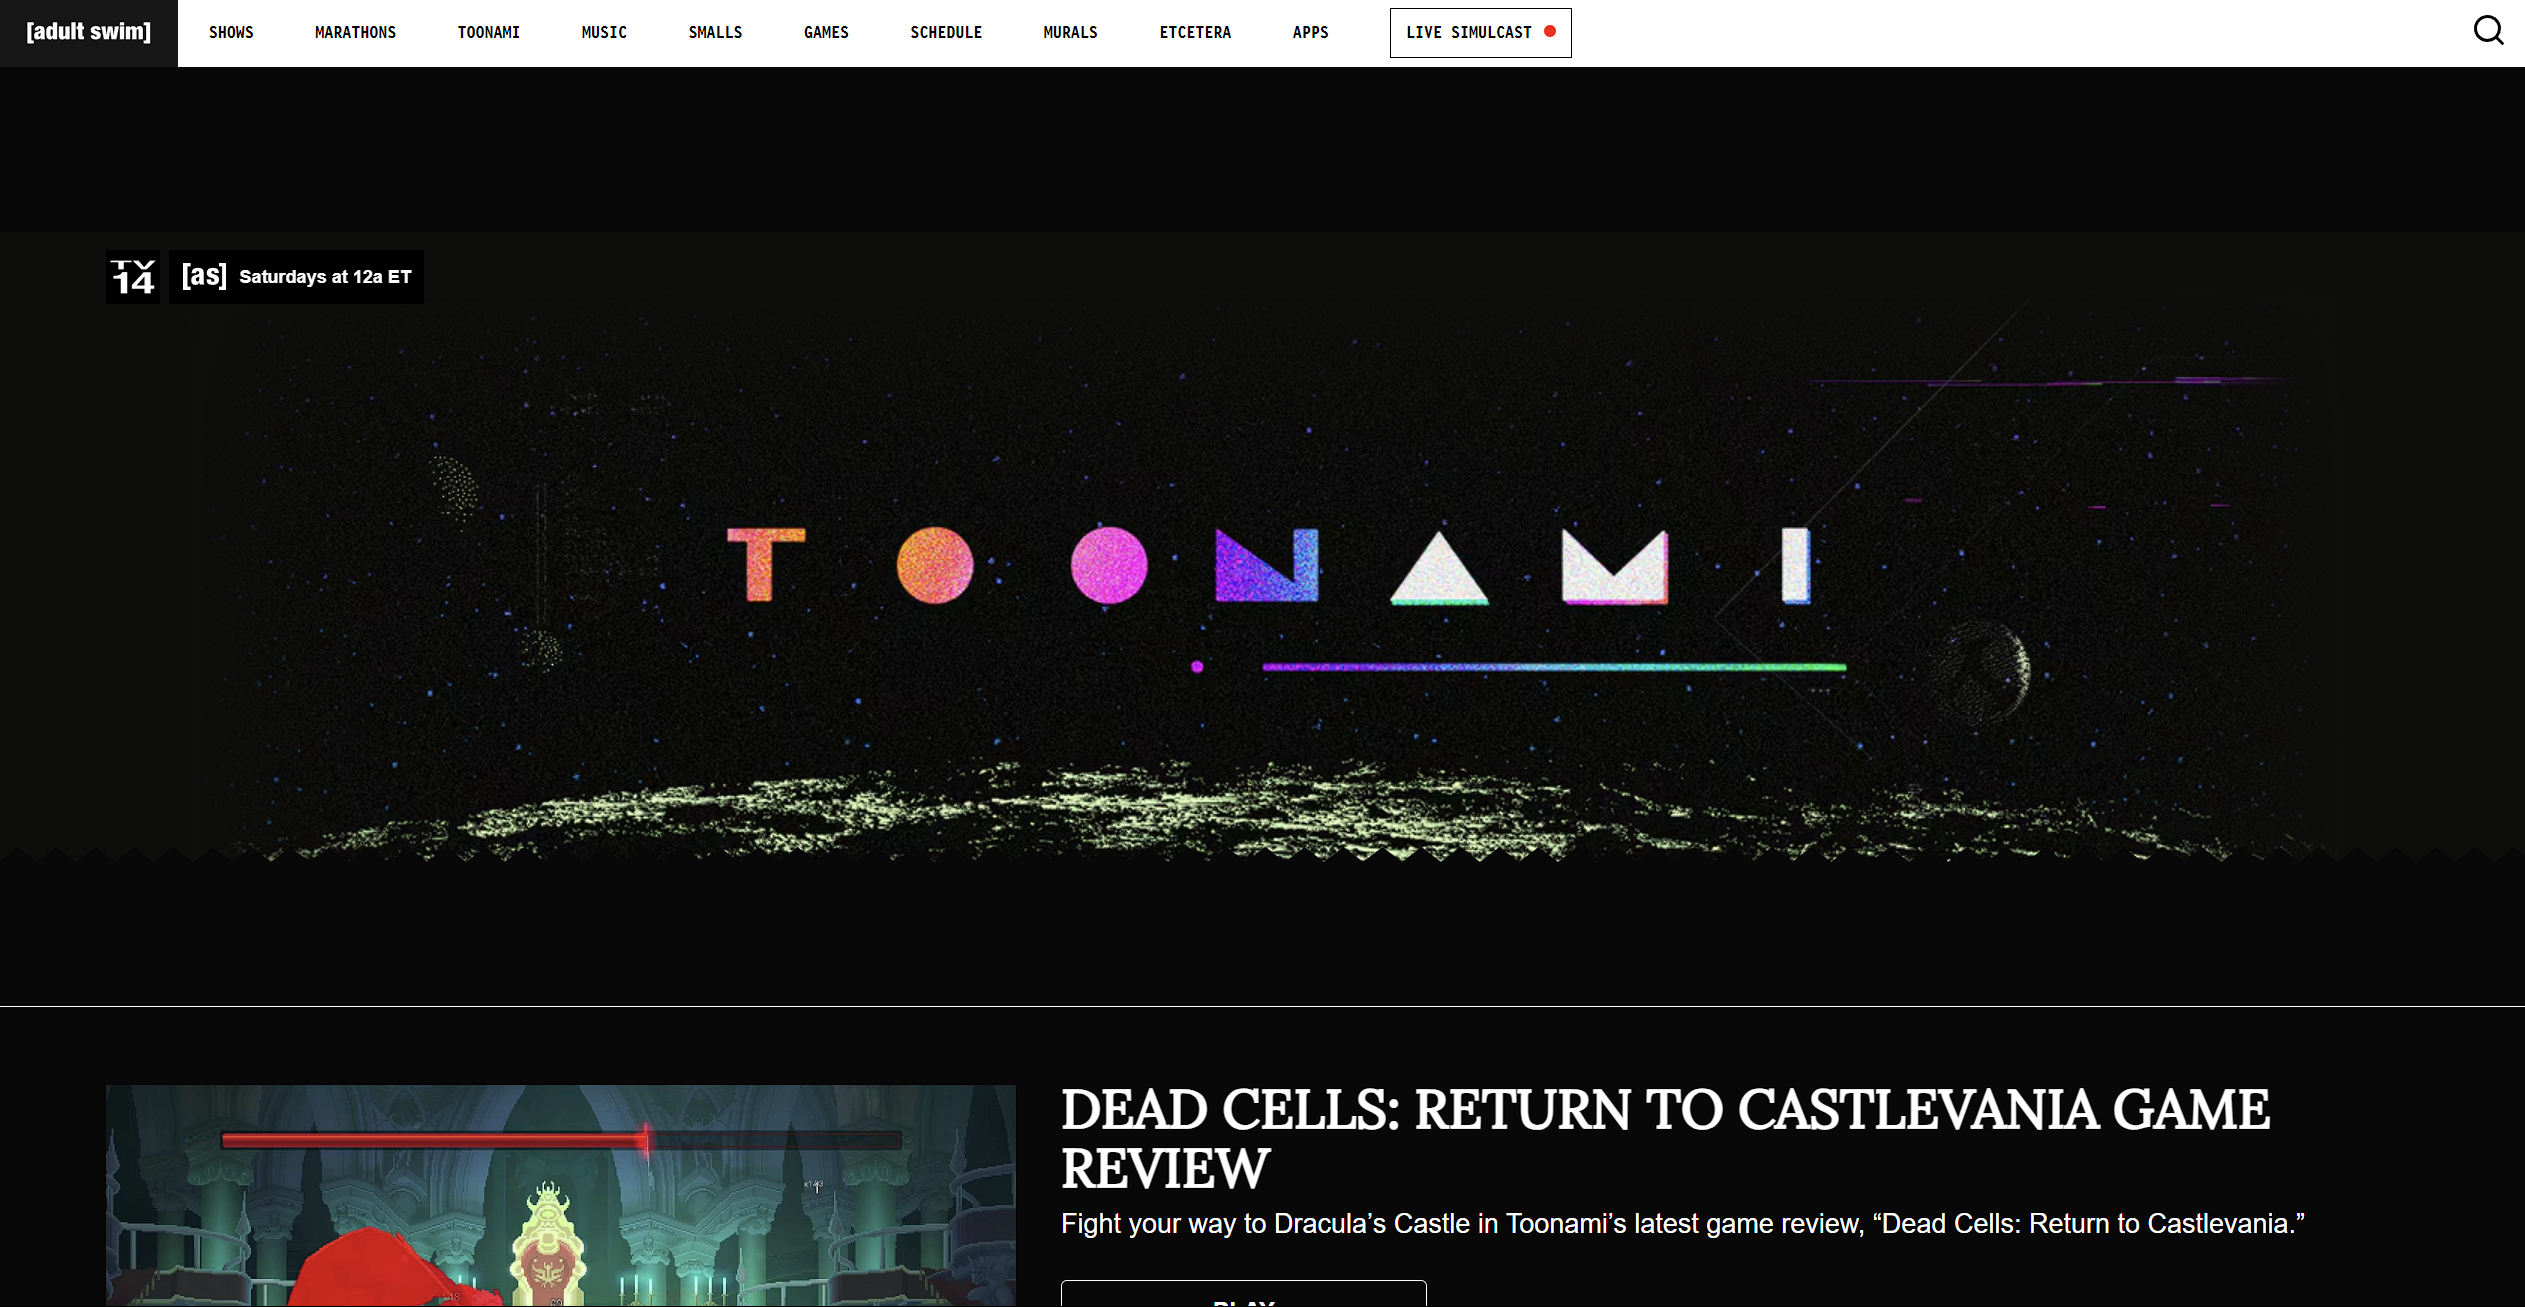 [adult swim]
SHOWS
MARATHONS
TOONAMI
MUSIC
SMALLS
GAMES
SCHEDULE
MURALS
ETCETERA
APPS
LIVE SIMULCAST
TV
14
[as] Saturdays at 12a ET
TOONAMI
DEAD CELLS: RETURN TO CASTLEVANIA GAME
REVIEW
Fight your way to Dracula’s Castle in Toonami’s latest game review, “Dead Cells: Return to Castlevania.”
PLAY